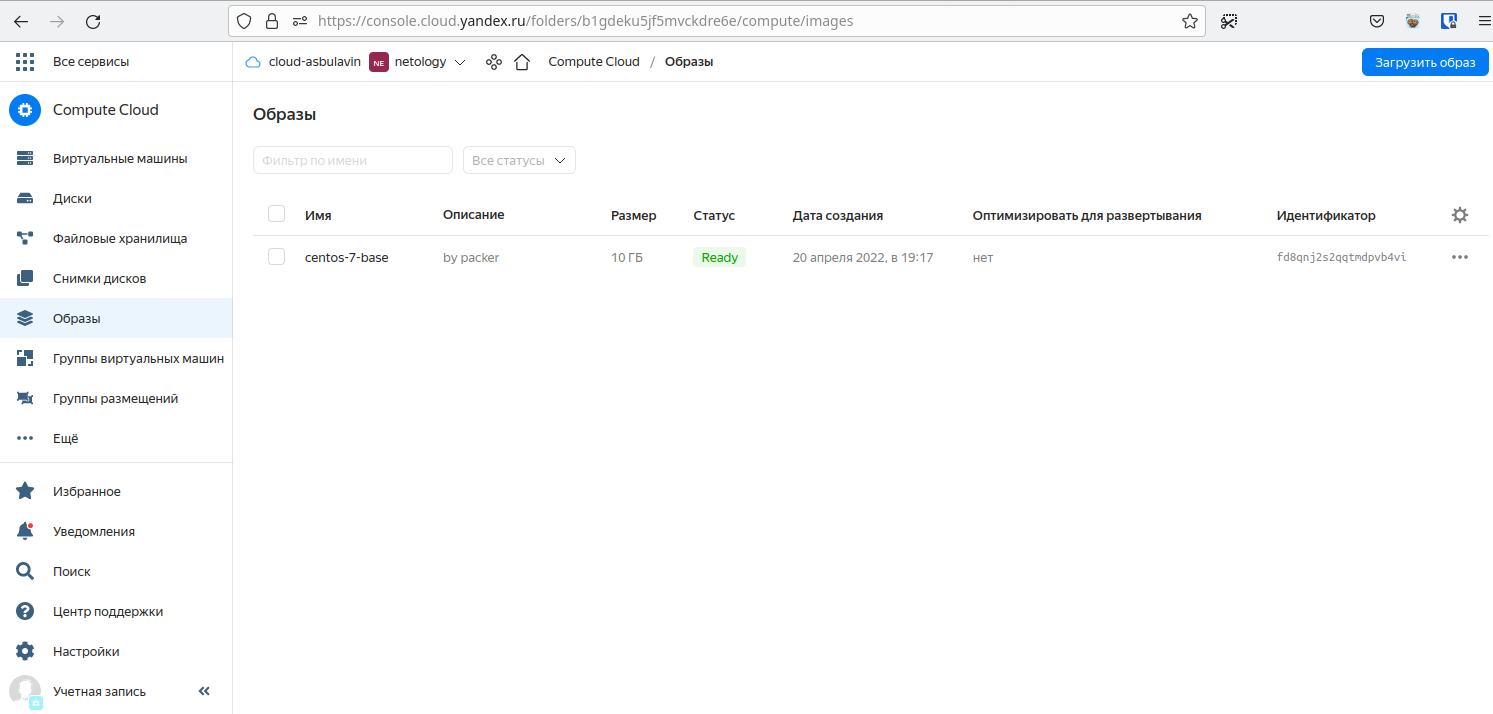 https://console.cloud.yandex.ru/folders/b1gdeku5jf5mvckdre6e/compute/images
Все сервисы
cloud-asbulavin NE netology Compute Cloud / Образы
Загрузить образ
Compute Cloud
Виртуальные машины
Диски
Файловые хранилища
Снимки дисков
Образы
Группы виртуальных машин
Группы размещений
Ещё
Избранное
Уведомления
Поиск
Центр поддержки
Настройки
Учетная запись
Образы
Фильтр по имени Все статусы
Имя Описание Размер Статус Дата создания Оптимизировать для развертывания Идентификатор
centos-7-base by packer 10 ГБ Ready 20 апреля 2022, в 19:17 нет fd8qnj2s2qqtmdpvb4vi